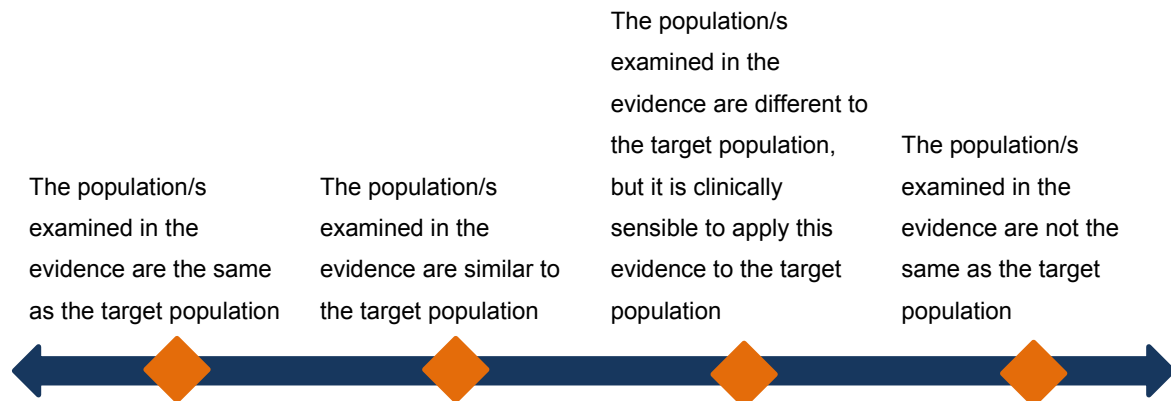 The population/s
examined in the
evidence are the same
as the target population
The population/s
examined in the
evidence are similar to
the target population
The population/s
examined in the
evidence are different to
the target population,
but it is clinically
sensible to apply this
evidence to the target
population
The population/s
examined in the
evidence are not the
same as the target
population